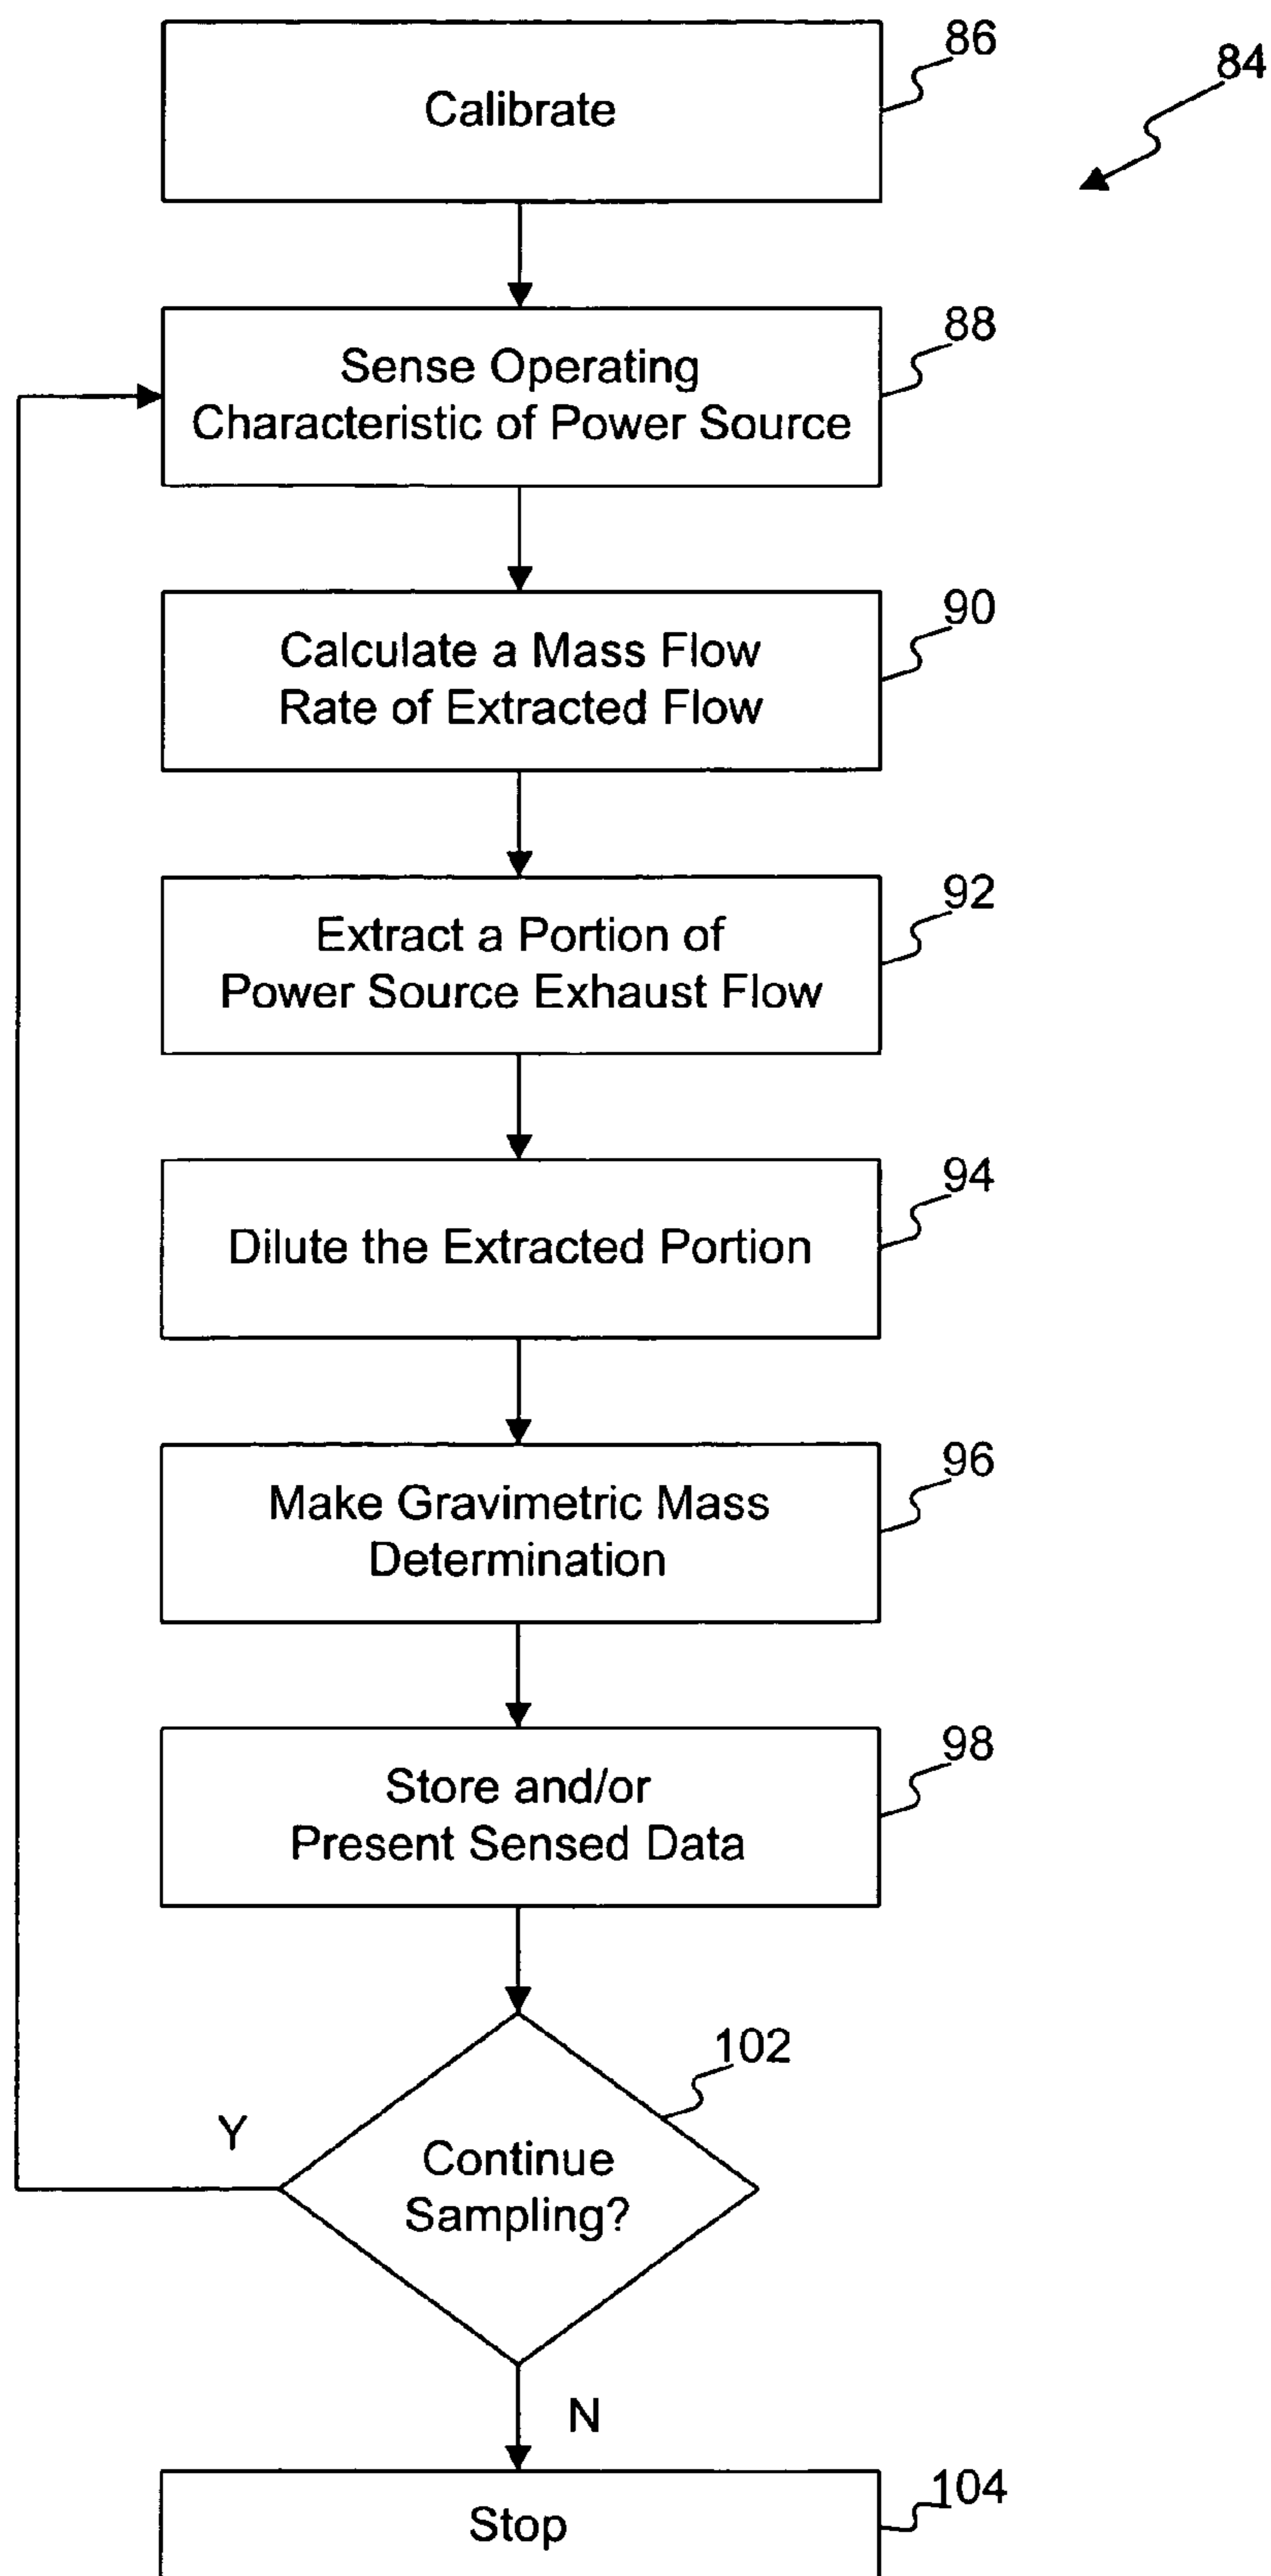 86
84
Calibrate
88
Sense Operating
Characteristic of Power Source
90
Calculate a Mass Flow
Rate of Extracted Flow
92
Extract a Portion of
Power Source Exhaust Flow
94
Dilute the Extracted Portion
96
Make Gravimetric Mass
Determination
98
Store and/or
Present Sensed Data
102
Y
Continue
Sampling?
N
104
Stop